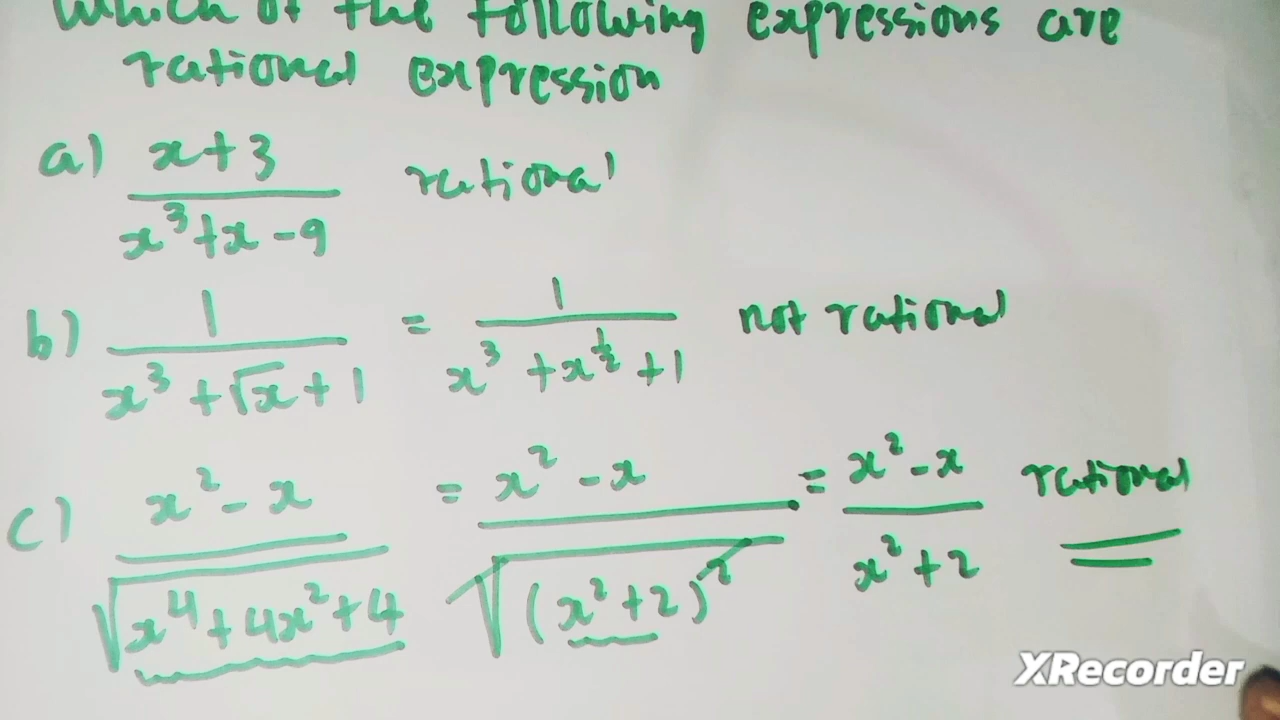 Which of the following expressions are
rational expression
a) x+3 / x³+x-9 rational
b) 1 / x³+√x+1 = 1 / x³+x^½+1 not rational
c) x²-x / √x⁴+4x²+4 = x²-x / √(x²+2)² = x²-x / x²+2 rational
XRecorder